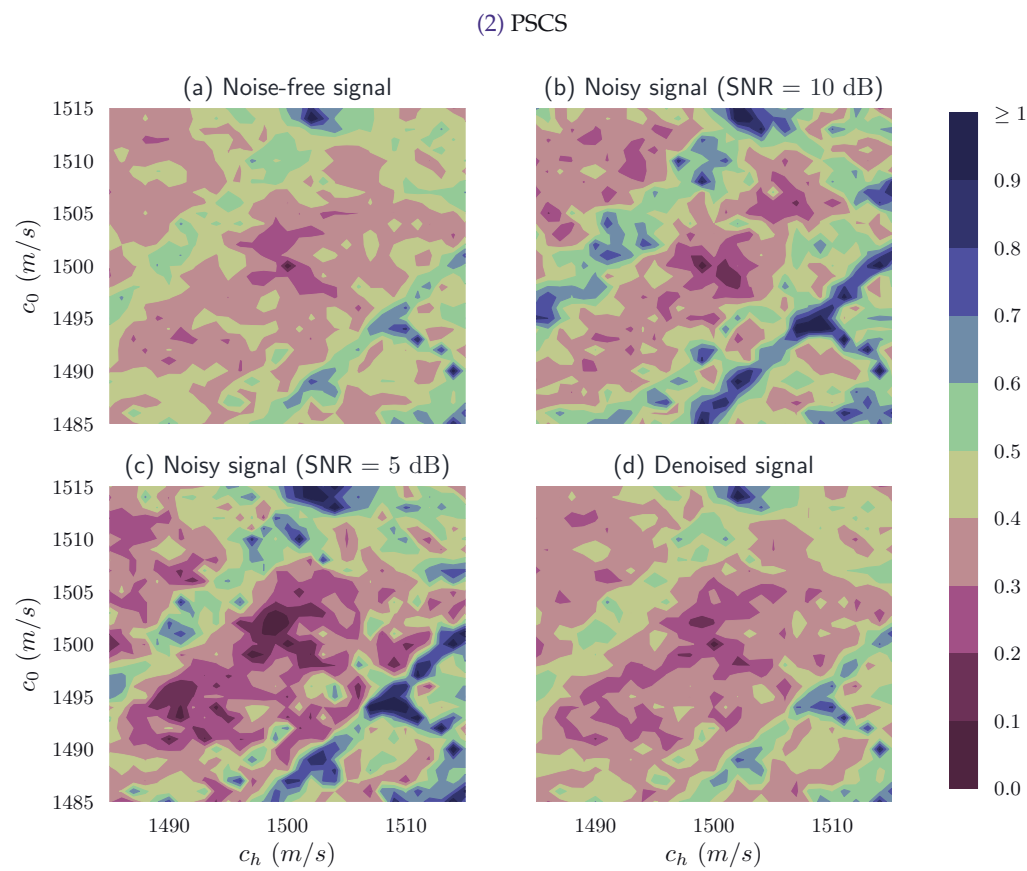 (2) PSCS
(a) Noise-free signal
(b) Noisy signal (SNR = 10 dB)
1515
1510
1505
1500
1495
1490
1485
c₀ (m/s)
≥ 1
0.9
0.8
0.7
0.6
0.5
0.4
0.3
0.2
0.1
0.0
(c) Noisy signal (SNR = 5 dB)
(d) Denoised signal
1515
1510
1505
1500
1495
1490
1485
c₀ (m/s)
1490 1500 1510
cₕ (m/s)
1490 1500 1510
cₕ (m/s)